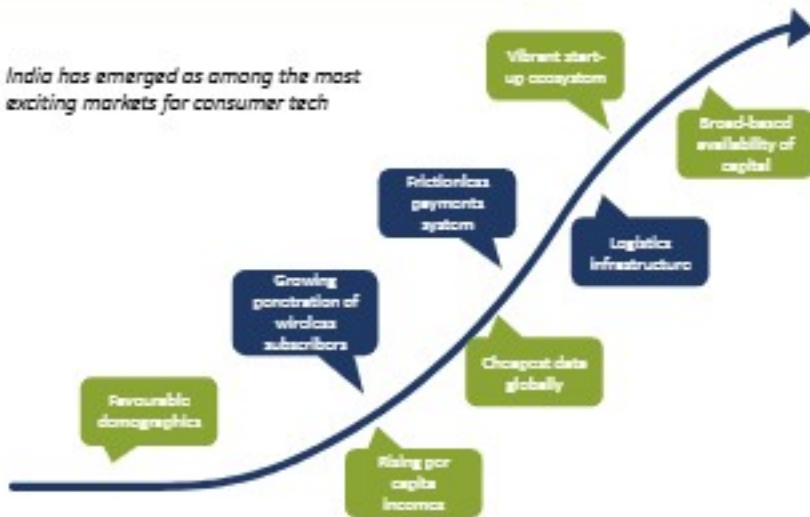 India has emerged as among the most
exciting markets for consumer tech
Vibrant start-
up ecosystem
Broad-based
availability of
capital
Frictionless
payments
system
Logistics
infrastructure
Growing
penetration of
wireless
subscribers
Cheapest data
globally
Favourable
demographics
Rising per
capita
incomes